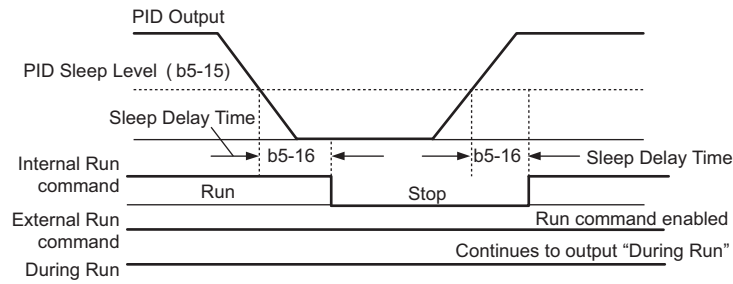 PID Output
PID Sleep Level ( b5-15)
Sleep Delay Time
b5-16
b5-16
Sleep Delay Time
Internal Run
command
Run
Stop
External Run
command
Run command enabled
Continues to output “During Run”
During Run